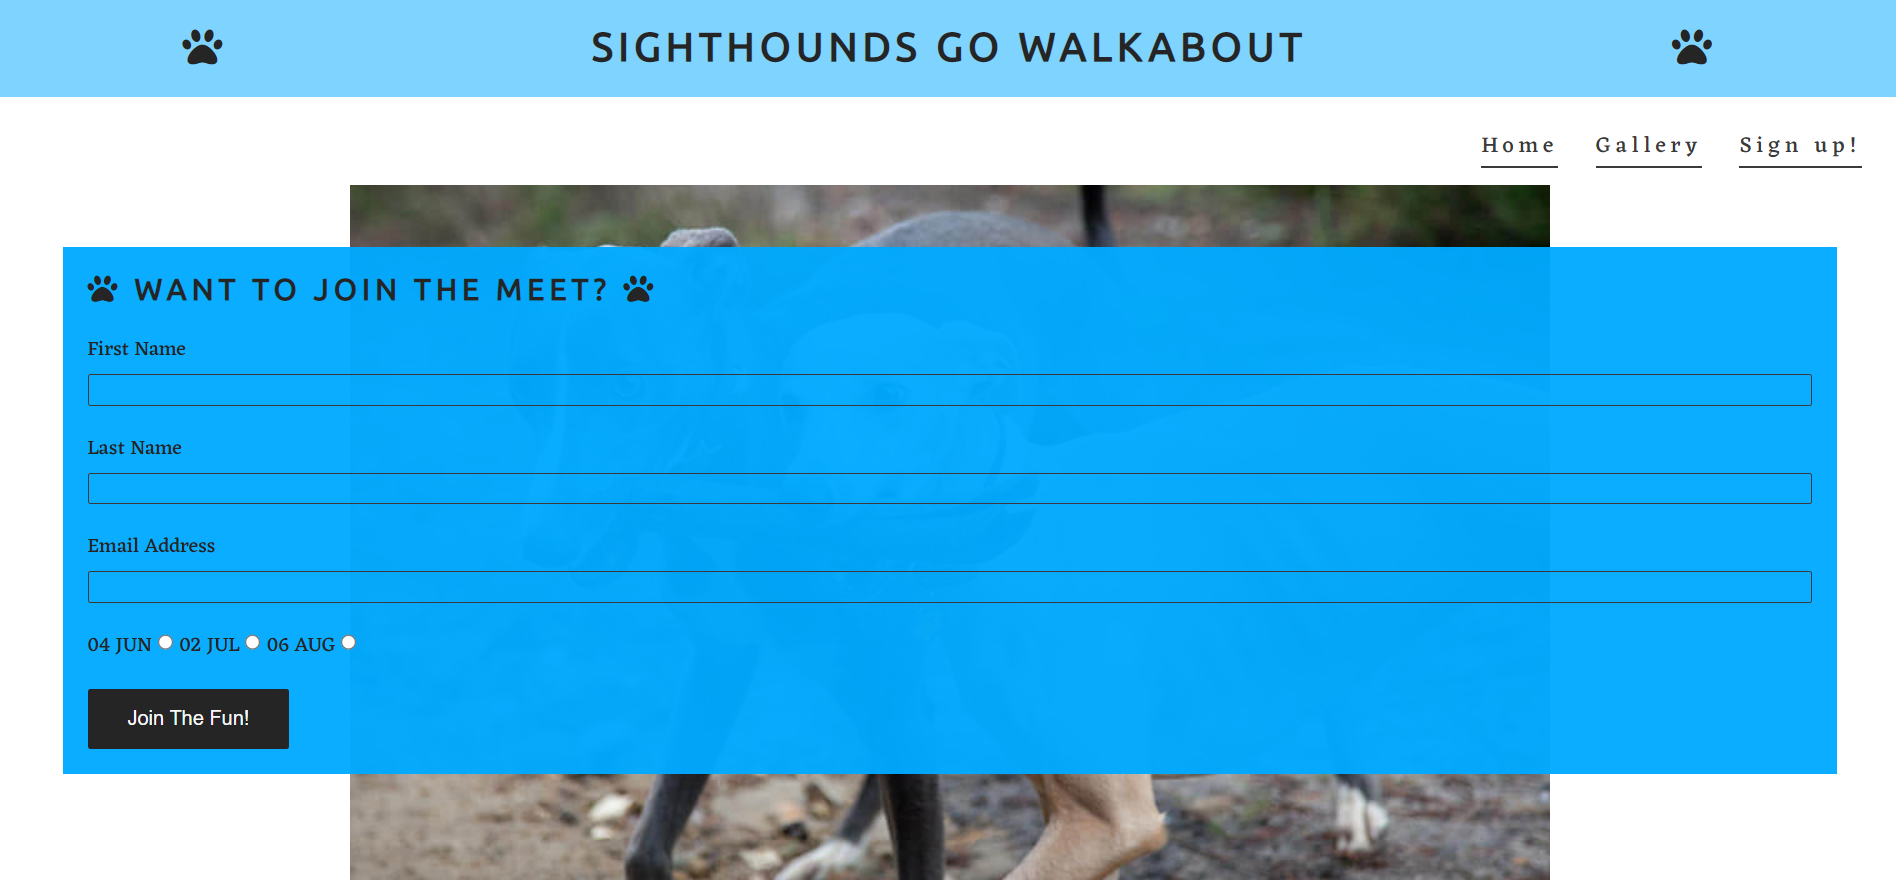 SIGHTHOUNDS GO WALKABOUT
Home Gallery Sign up!
WANT TO JOIN THE MEET?
First Name
Last Name
Email Address
04 JUN 02 JUL 06 AUG
Join The Fun!